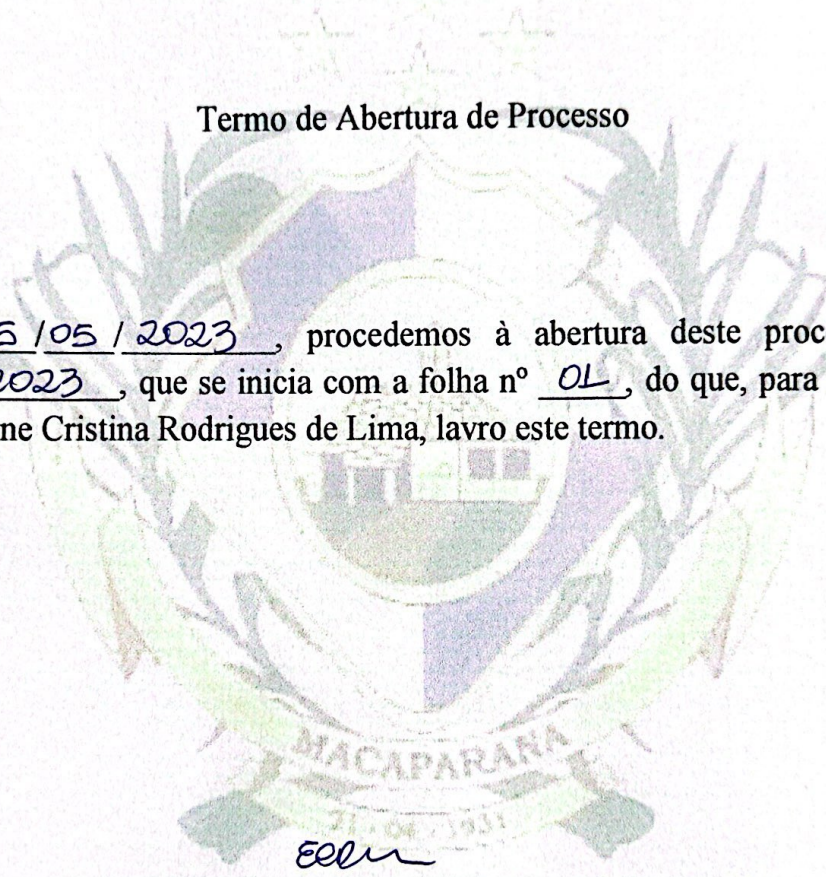 Termo de Abertura de Processo
5 /05 / 2023 , procedemos à abertura deste proc
2023 , que se inicia com a folha nº 01 , do que, para
ne Cristina Rodrigues de Lima, lavro este termo.
MACAPARANA